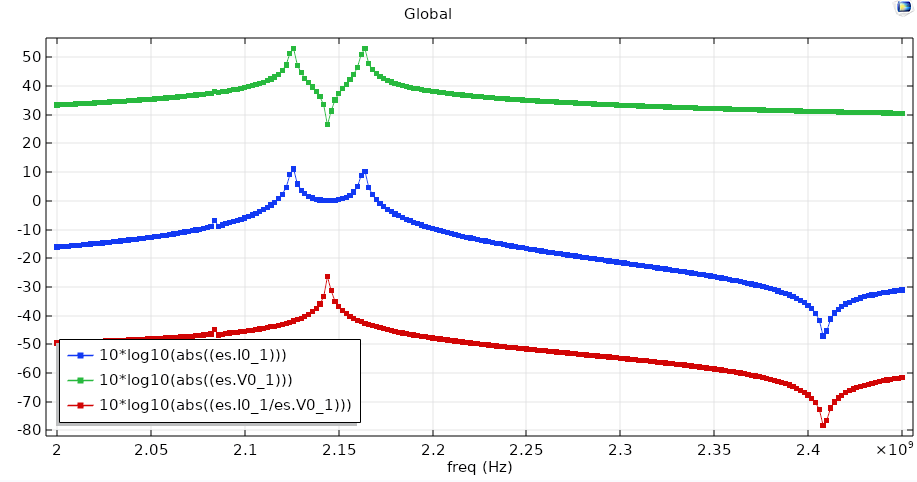 Global
50
40
30
20
10
0
-10
-20
-30
-40
-50
-60
-70
-80
10*log10(abs((es.I0_1)))
10*log10(abs((es.V0_1)))
10*log10(abs((es.I0_1/es.V0_1)))
2 2.05 2.1 2.15 2.2 2.25 2.3 2.35 2.4 ×10⁹
freq (Hz)